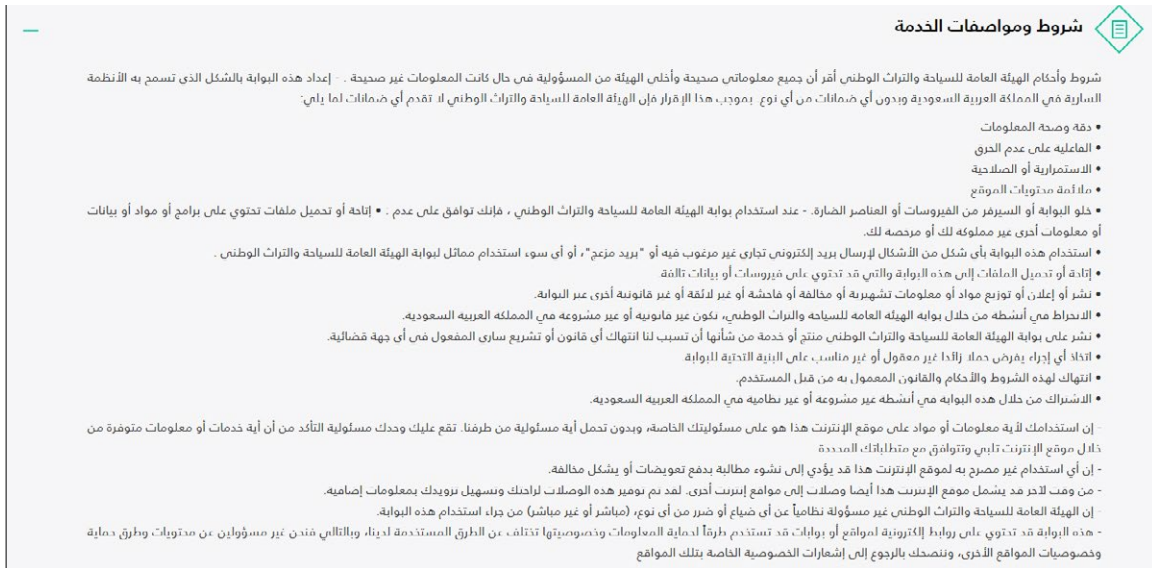 شروط ومواصفات الخدمة
شروط وأحكام الهيئة العامة للسياحة والتراث الوطني أقر أن جميع معلوماتي صحيحة وأخلي الهيئة من المسؤولية في حال كانت المعلومات غير صحيحة . - إعداد هذه البوابة بالشكل الذي تسمح به الأنظمة
السارية في المملكة العربية السعودية وبدون أي ضمانات من أي نوع بموجب هذا الإقرار فإن الهيئة العامة للسياحة والتراث الوطني لا تقدم أي ضمانات لما يلي:
• دقة وصحة المعلومات
• الفاعليه على عدم الخرق
• الاستمرارية أو الصلاحية
• ملائمة محتويات الموقع
• خلو البوابة أو السيرفر من الفيروسات أو العناصر الضارة. - عند استخدام بوابة الهيئة العامة للسياحة والتراث الوطني ، فإنك توافق على عدم . • إتاحة أو تحميل ملفات تحتوي على برامج أو مواد أو بيانات
أو معلومات أخرى غير مملوكة لك أو مرخصه لك.
• استخدام هذه البوابة بأي شكل من الأشكال لإرسال بريد إلكتروني تجاري غير مرغوب فيه أو "بريد مزعج"، أو أي سوء استخدام مماثل لبوابة الهيئة العامة للسياحة والتراث الوطني .
• إتاحة أو تحميل الملفات إلى هذه البوابة والتي قد تحتوي على فيروسات أو بيانات تالفة
• نشر أو إعلان أو توزيع مواد أو معلومات تشهيرية أو مخالفة أو فاحشة أو غير لائقة أو غير قانونية أخرى عبر البوابة.
• الانخراط في أنشطة من خلال بوابة الهيئة العامة للسياحة والتراث الوطني، تكون غير قانونية أو غير مشروعة في المملكة العربية السعودية.
• نشر على بوابة الهيئة العامة للسياحة والتراث الوطني منتج أو خدمة من شأنها أن تسبب لنا انتهاك أي قانون أو تشريع ساري المفعول في أي جهة قضائية.
• اتخاذ أي إجراء يفرض حملا زائدا غير معقول أو غير مناسب على البنية التحتية للبوابة
• انتهاك لهذه الشروط والأحكام والقانون المعمول به من قبل المستخدم.
• الاشتراك من خلال هذه البوابة في أنشطة غير مشروعة أو غير نظامية في المملكة العربية السعودية.
- إن استخدامك لأية معلومات أو مواد على موقع الإنترنت هذا هو على مسئوليتك الخاصة، وبدون تحمل أية مسئولية من طرفنا. تقع عليك وحدك مسئولية التأكد من أن أية خدمات أو معلومات متوفرة من
خلال موقع الإنترنت تلبي وتتوافق مع متطلباتك المحددة
- إن أي استخدام غير مصرح به لموقع الإنترنت هذا قد يؤدي إلى نشوء مطالبة بدفع تعويضات أو يشكل مخالفة.
- من وقت لآخر قد يشمل موقع الإنترنت هذا أيضا وصلات إلى مواقع إنترنت أخرى. لقد تم توفير هذه الوصلات لراحتك وتسهيل تزويدك بمعلومات إضافية.
- إن الهيئة العامة للسياحة والتراث الوطني غير مسؤولة نظامياً عن أي ضياع أو ضرر من أي نوع، (مباشر أو غير مباشر) من جراء استخدام هذه البوابة.
- هذه البوابة قد تحتوي على روابط إلكترونية لمواقع أو بوابات قد تستخدم طرقاً لحماية المعلومات وخصوصيتها تختلف عن الطرق المستخدمة لدينا، وبالتالي فنحن غير مسؤولين عن محتويات وطرق حماية
وخصوصيات المواقع الأخرى، وننصحك بالرجوع إلى إشعارات الخصوصية الخاصة بتلك المواقع